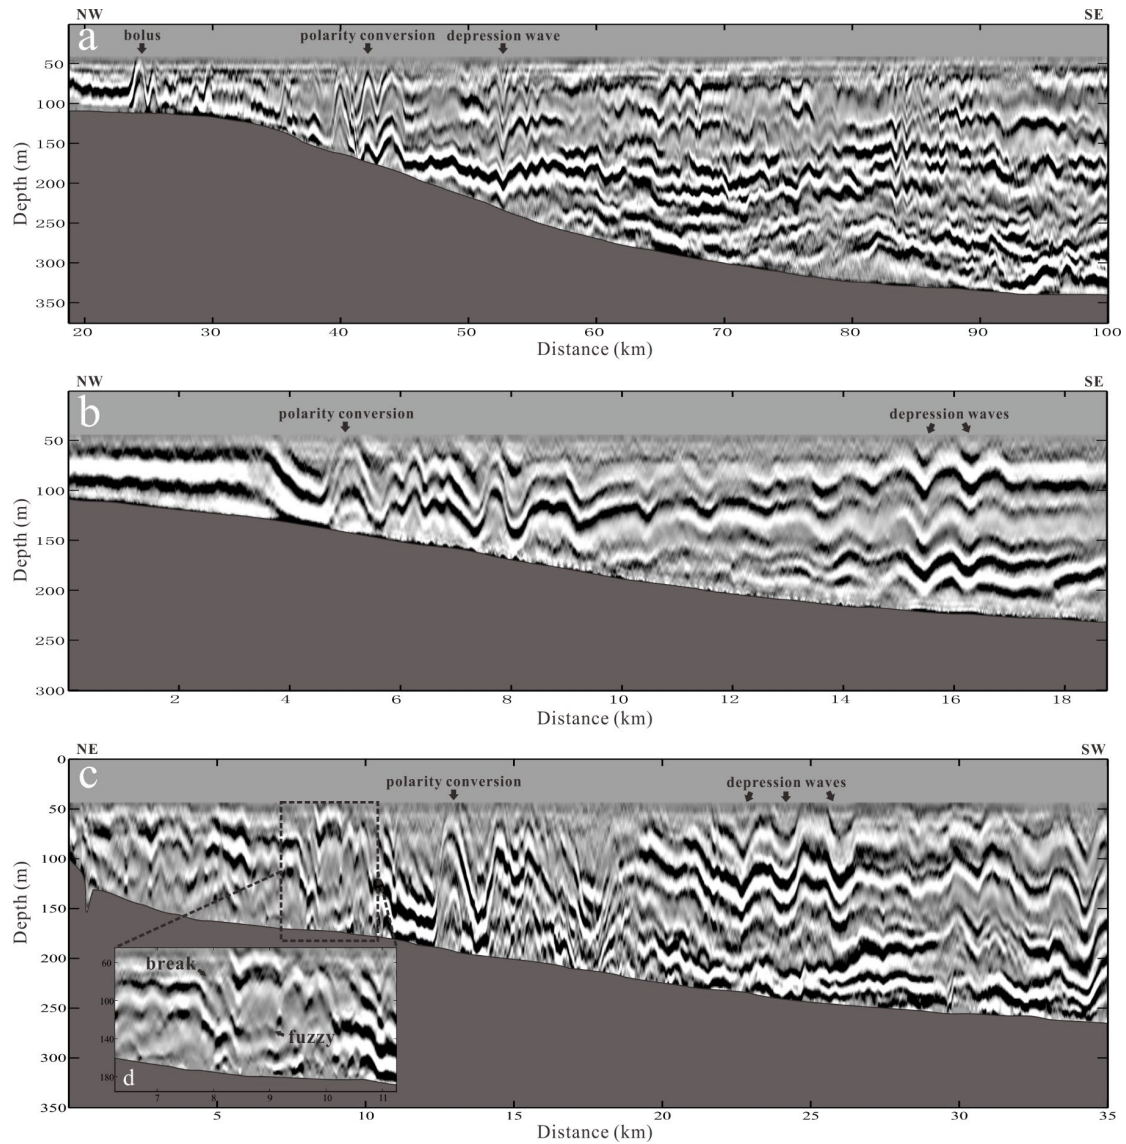 NW SE
a
bolus polarity conversion depression wave
50
100
150
200
250
300
350
Depth (m)
20 30 40 50 60 70 80 90 100
Distance (km)
NW SE
b
polarity conversion depression waves
50
100
150
200
250
300
Depth (m)
2 4 6 8 10 12 14 16 18
Distance (km)
NE SW
c
polarity conversion depression waves
0
50
100
150
200
250
300
350
Depth (m)
break
fuzzy
60
100
140
180
d
7 8 9 10 11
5 10 15 20 25 30 35
Distance (km)